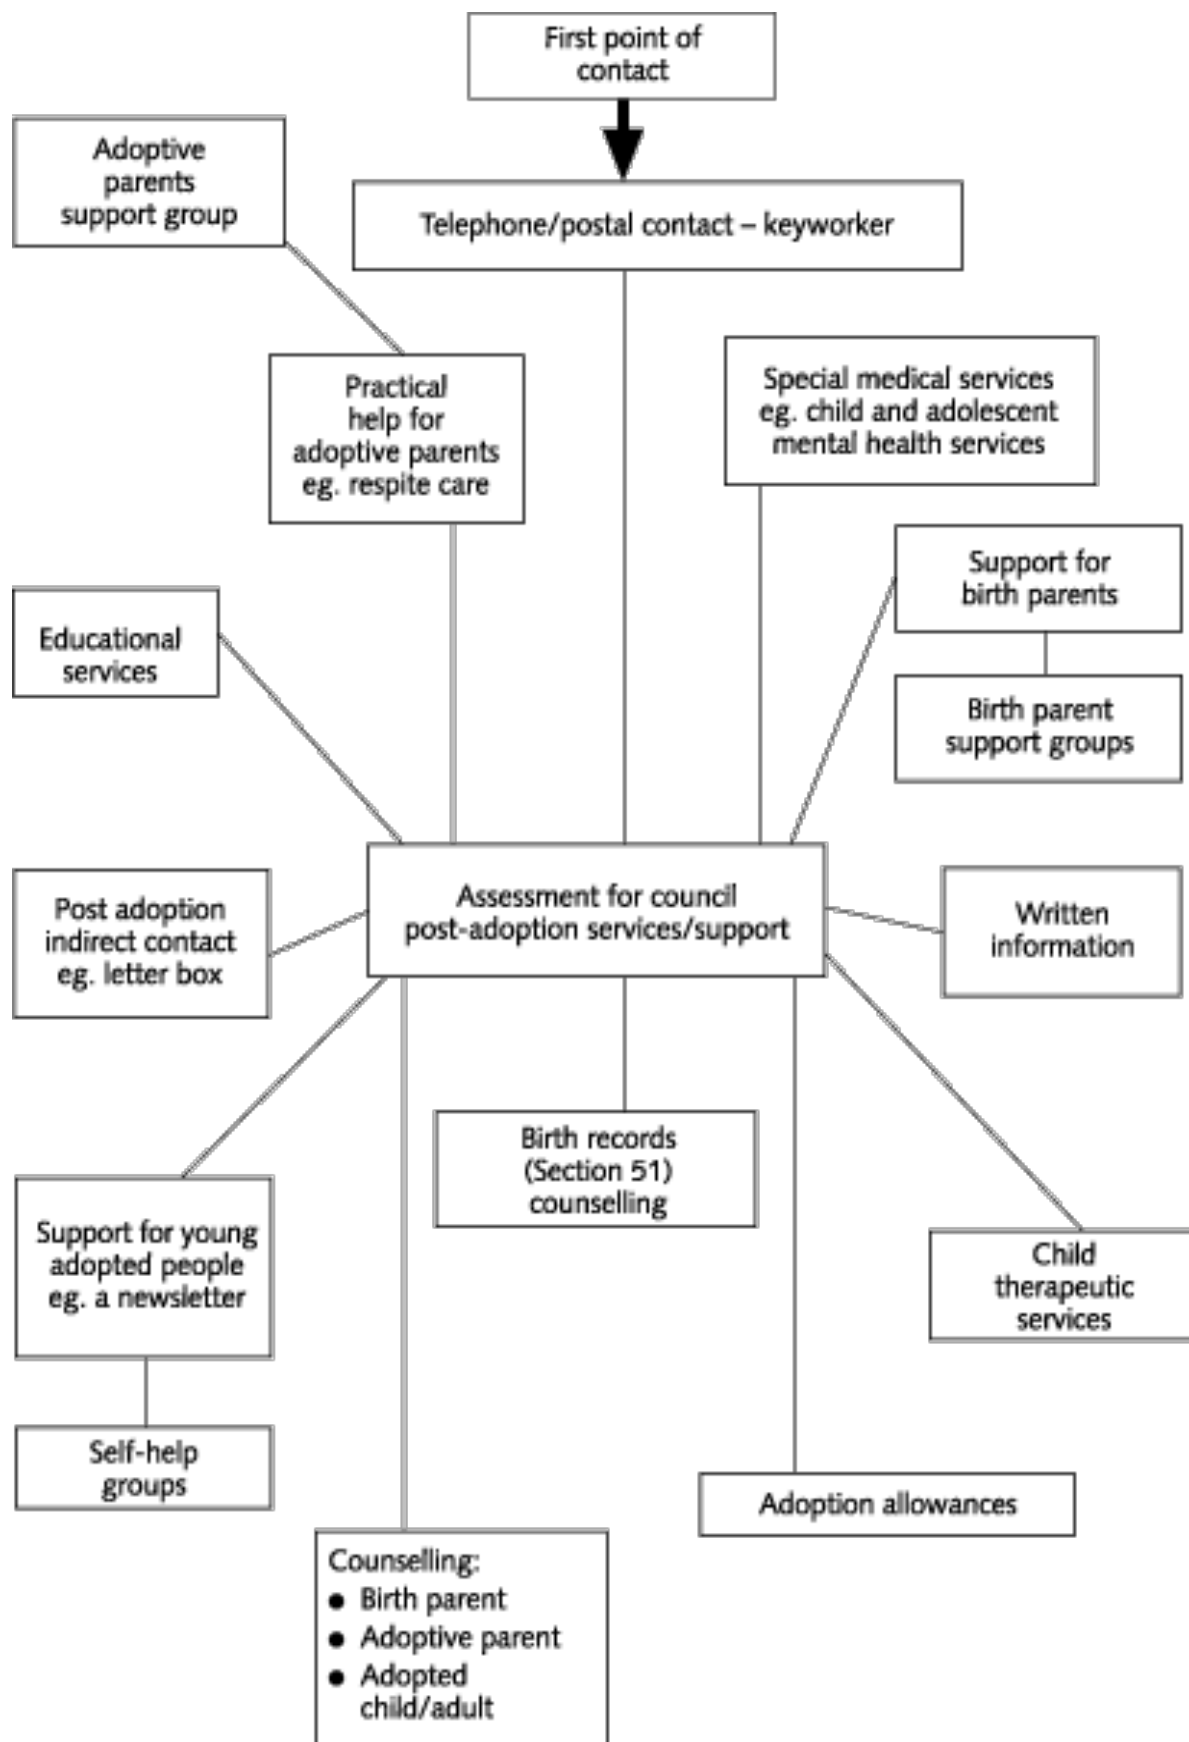 First point of
contact
Adoptive
parents
support group
Telephone/postal contact – keyworker
Practical
help for
adoptive parents
eg. respite care
Special medical services
eg. child and adolescent
mental health services
Support for
birth parents
Educational
services
Birth parent
support groups
Post adoption
indirect contact
eg. letter box
Assessment for council
post-adoption services/support
Written
information
Birth records
(Section 51)
counselling
Support for young
adopted people
eg. a newsletter
Child
therapeutic
services
Self-help
groups
Adoption allowances
Counselling:
● Birth parent
● Adoptive parent
● Adopted
child/adult